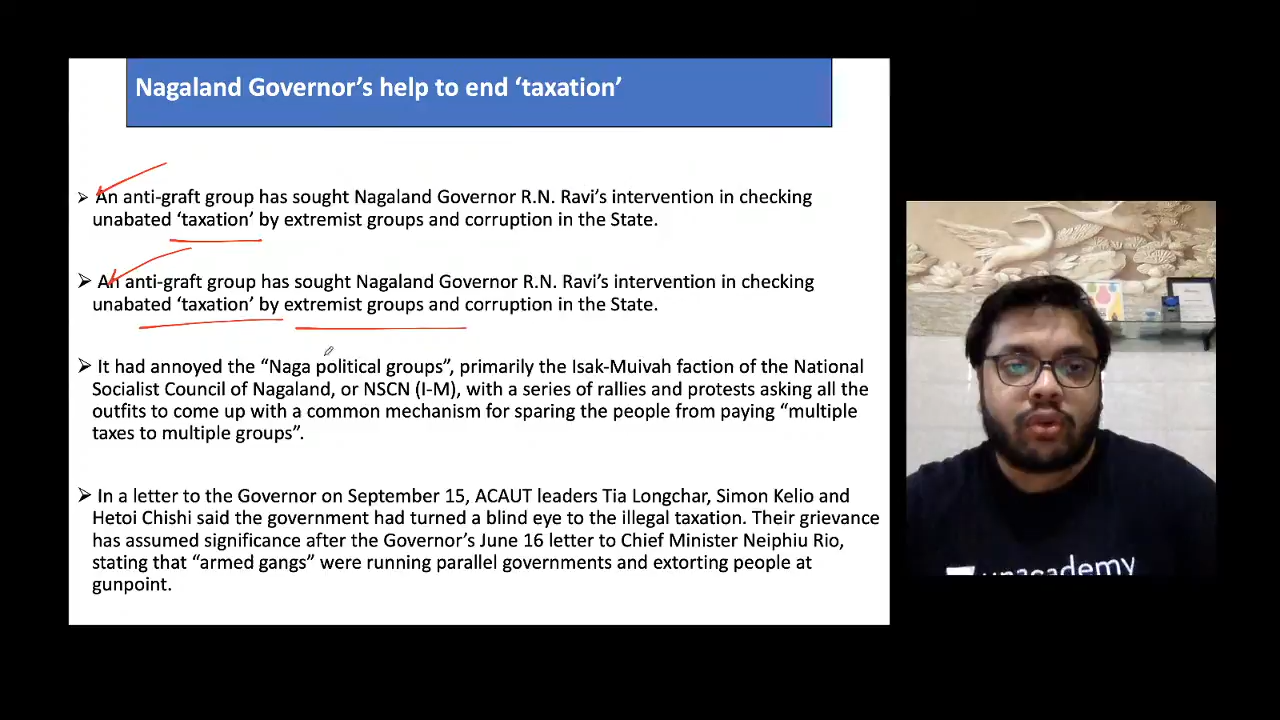 Nagaland Governor’s help to end ‘taxation’
➢ An anti-graft group has sought Nagaland Governor R.N. Ravi’s intervention in checking
unabated ‘taxation’ by extremist groups and corruption in the State.
➢ An anti-graft group has sought Nagaland Governor R.N. Ravi’s intervention in checking
unabated ‘taxation’ by extremist groups and corruption in the State.
➢ It had annoyed the “Naga political groups”, primarily the Isak-Muivah faction of the National
Socialist Council of Nagaland, or NSCN (I-M), with a series of rallies and protests asking all the
outfits to come up with a common mechanism for sparing the people from paying “multiple
taxes to multiple groups”.
➢ In a letter to the Governor on September 15, ACAUT leaders Tia Longchar, Simon Kelio and
Hetoi Chishi said the government had turned a blind eye to the illegal taxation. Their grievance
has assumed significance after the Governor’s June 16 letter to Chief Minister Neiphiu Rio,
stating that “armed gangs” were running parallel governments and extorting people at
gunpoint.
unacademy